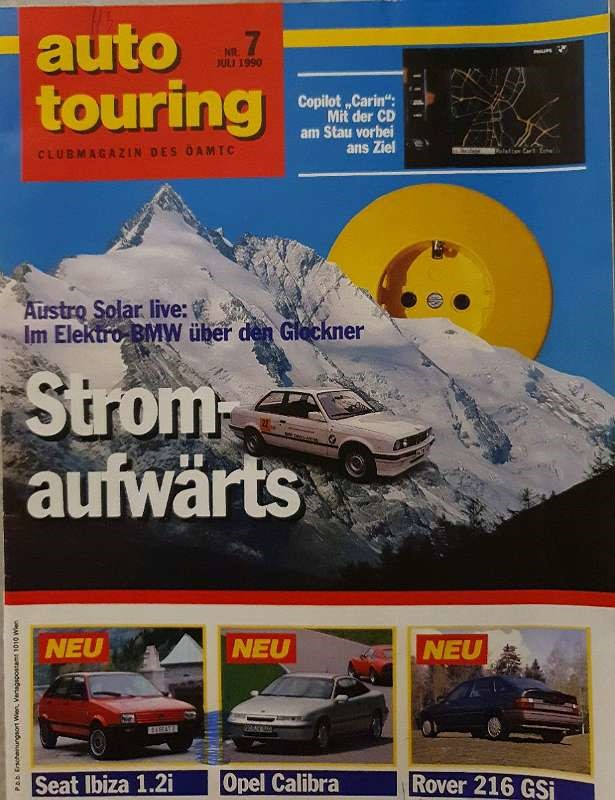 auto
touring
NR. 7
JULI 1990
CLUBMAGAZIN DES ÖAMTC
Copilot „Carin“:
Mit der CD
am Stau vorbei
ans Ziel
PHILIPS
Austro Solar live:
Im Elektro-BMW über den Glockner
Strom-
aufwärts
P.b.b. Erscheinungsort Wien, Verlagspostamt 1010 Wien
NEU
Seat Ibiza 1.2i
NEU
Opel Calibra
NEU
Rover 216 GSi